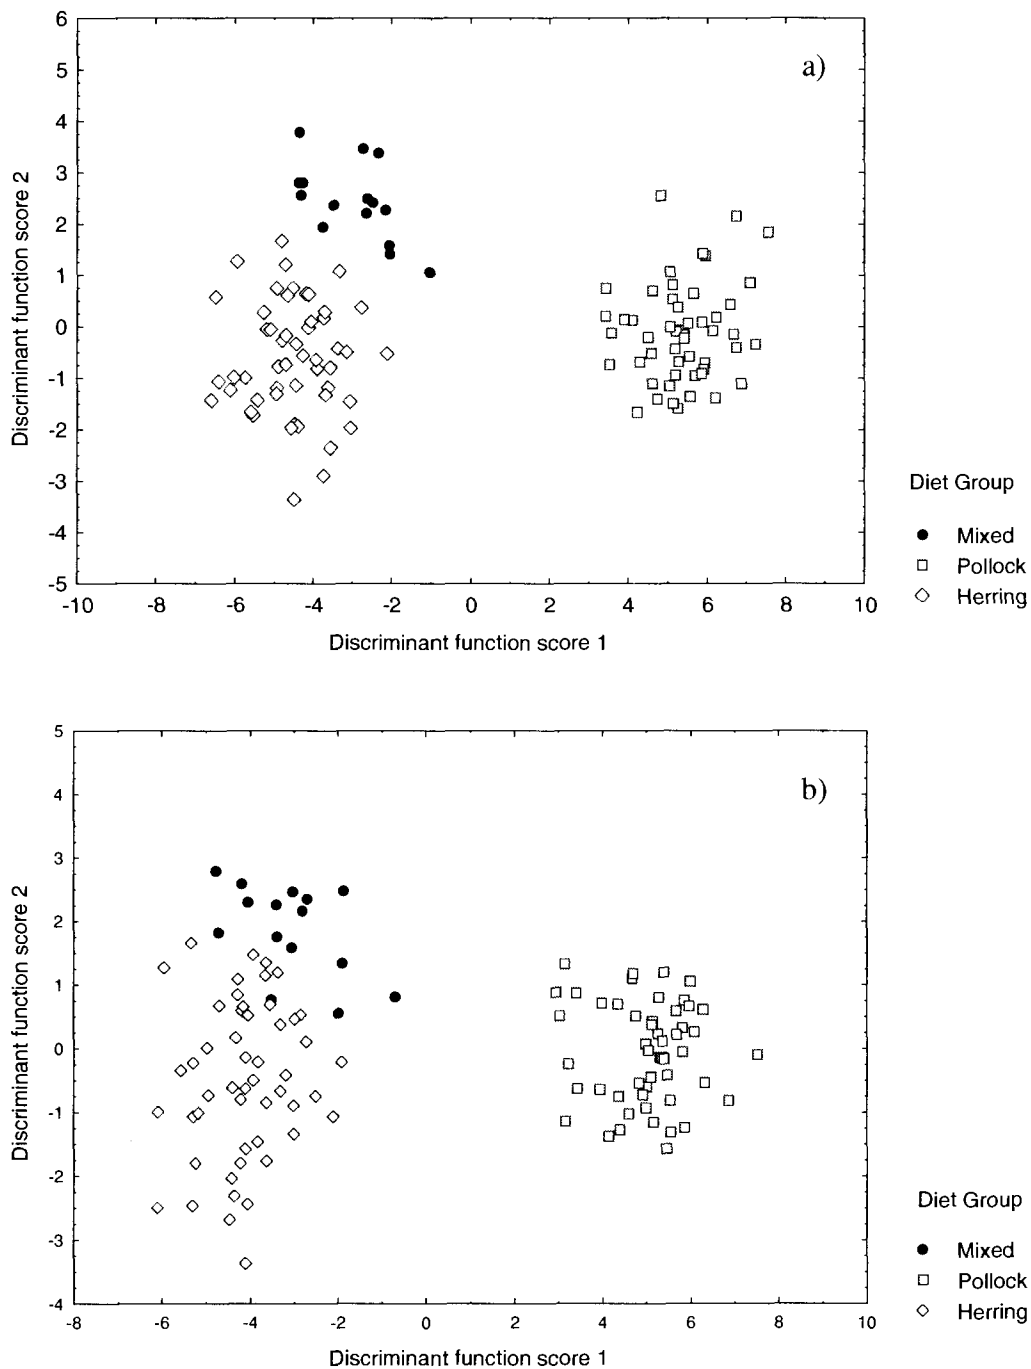 6
5
a)
4
3
2
1
0
-1
-2
-3
-4
-5
Discriminant function score 2
-10 -8 -6 -4 -2 0 2 4 6 8 10
Discriminant function score 1
Diet Group
Mixed
Pollock
Herring
5
b)
4
3
2
1
0
-1
-2
-3
-4
Discriminant function score 2
-8 -6 -4 -2 0 2 4 6 8 10
Discriminant function score 1
Diet Group
Mixed
Pollock
Herring